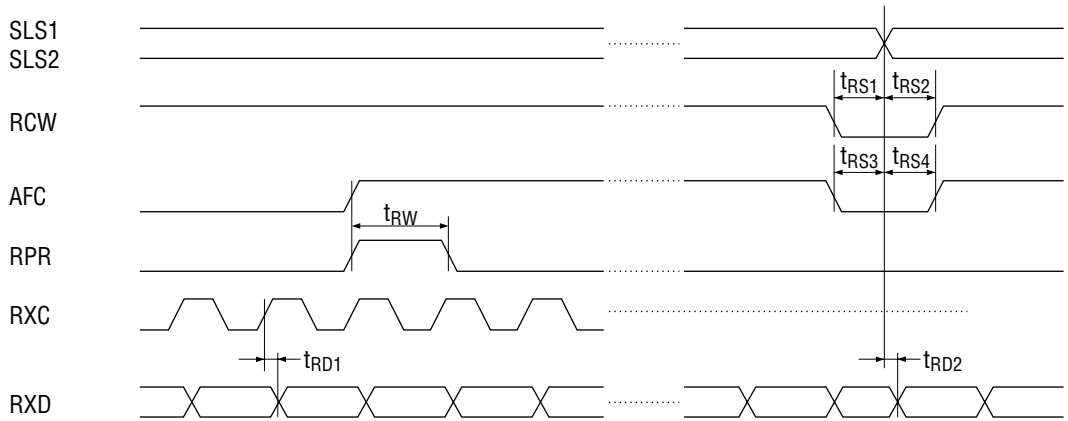 SLS1
SLS2
tRS1 tRS2
RCW
tRS3 tRS4
AFC
tRW
RPR
RXC
tRD1 tRD2
RXD